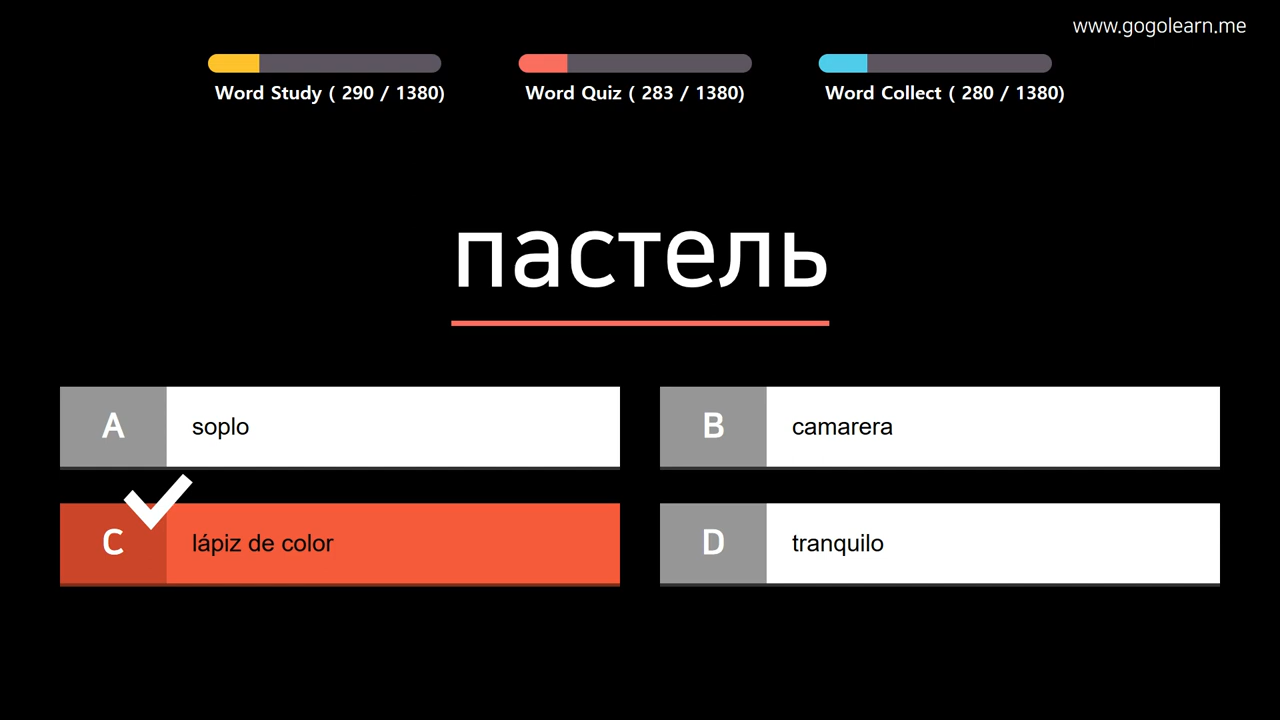 www.gogolearn.me
Word Study ( 290 / 1380)
Word Quiz ( 283 / 1380)
Word Collect ( 280 / 1380)
пастель
A
soplo
B
camarera
C
lápiz de color
D
tranquilo